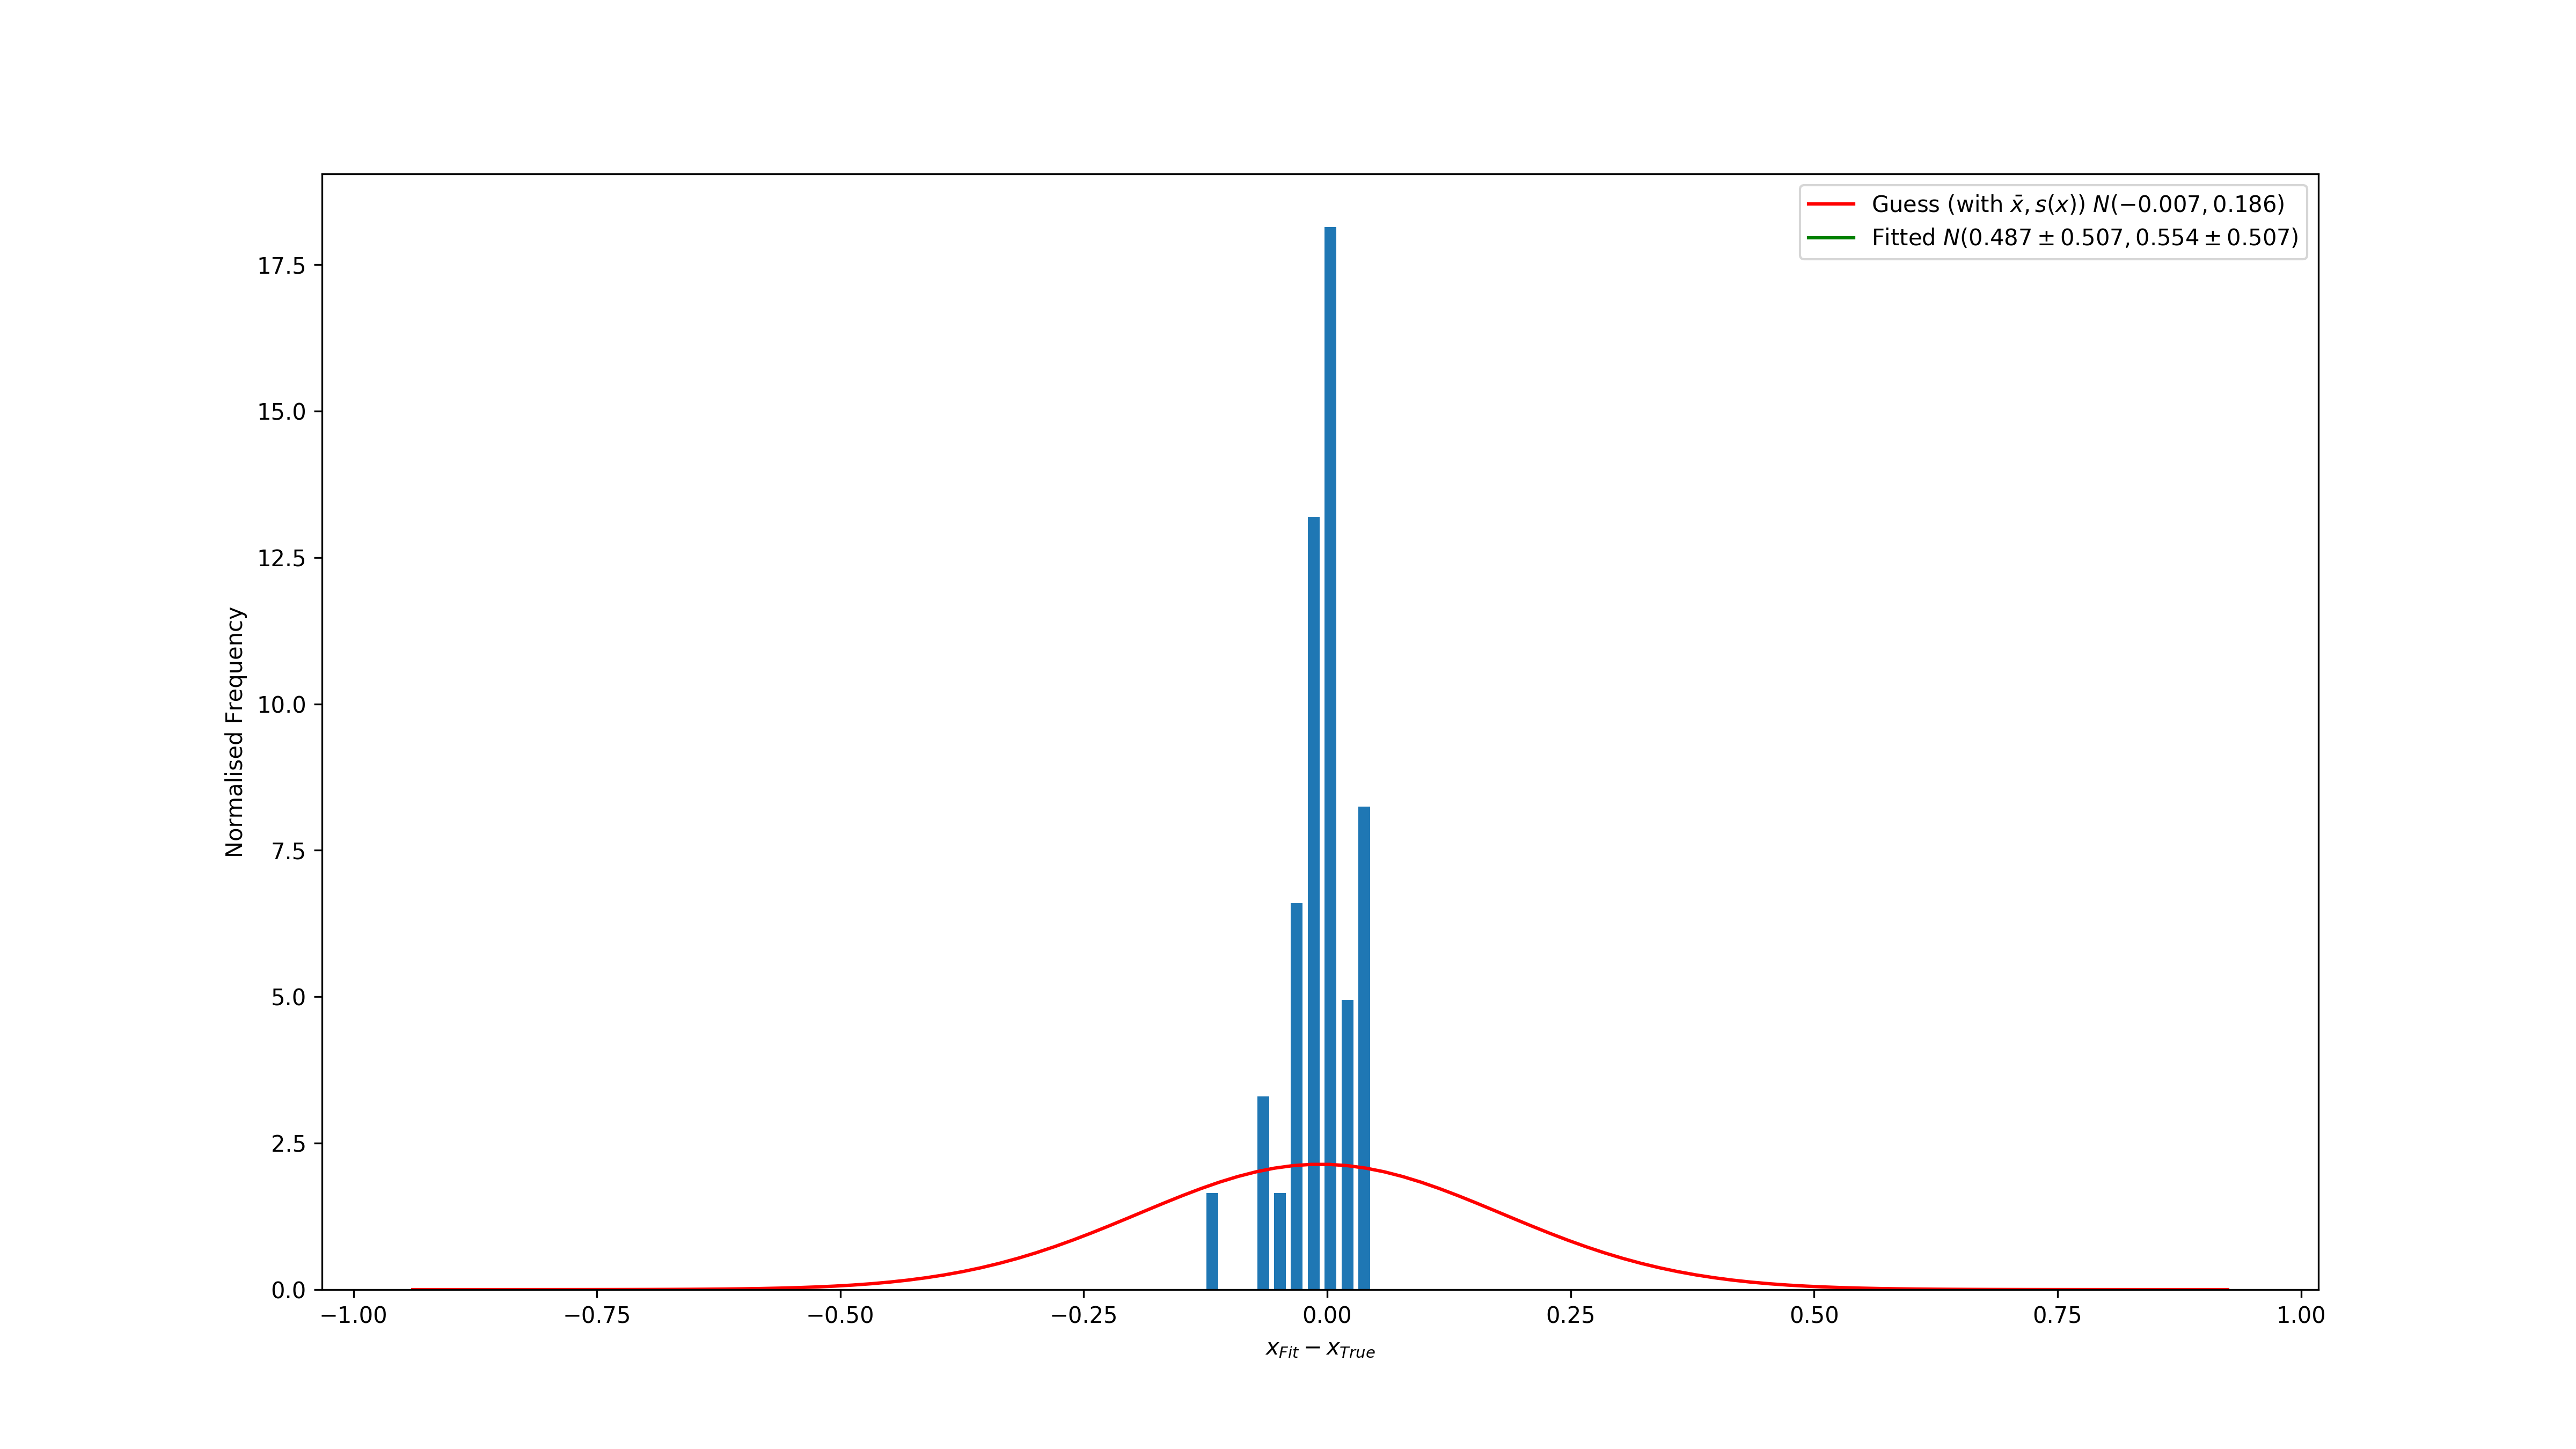 Guess (with x̄, s(x)) N(−0.007, 0.186)
Fitted N(0.487 ± 0.507, 0.554 ± 0.507)
17.5
15.0
12.5
10.0
7.5
5.0
2.5
0.0
Normalised Frequency
−1.00 −0.75 −0.50 −0.25 0.00 0.25 0.50 0.75 1.00
x_Fit − x_True